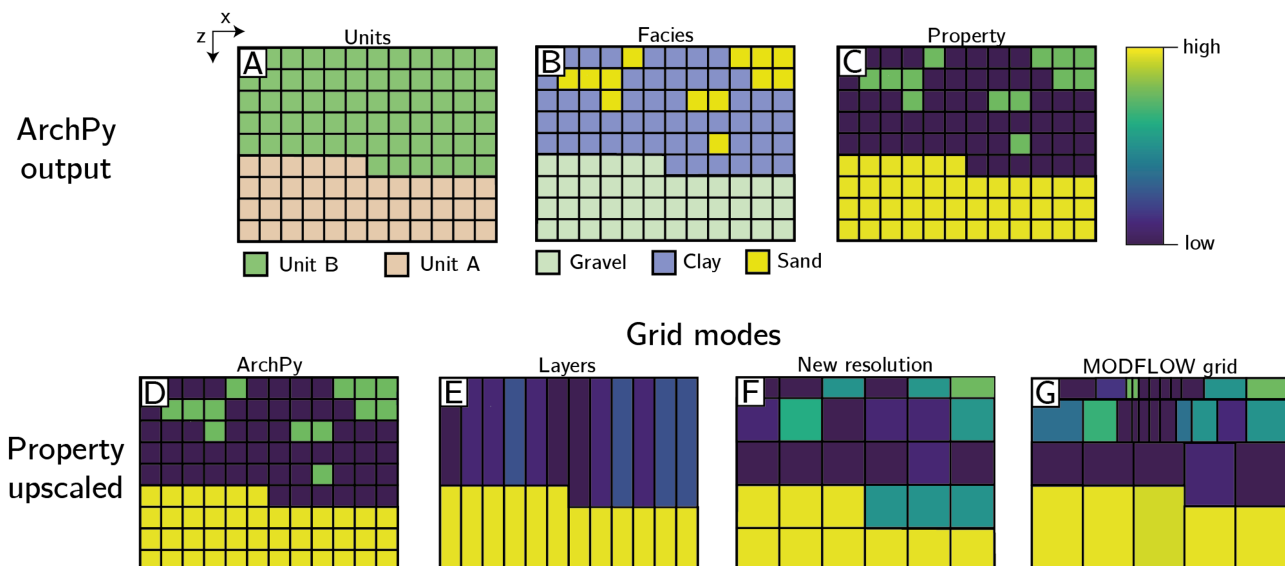 x
z
Units
Facies
Property
A
B
C
high
low
ArchPy
output
Unit B
Unit A
Gravel
Clay
Sand
Grid modes
ArchPy
Layers
New resolution
MODFLOW grid
D
E
F
G
Property
upscaled